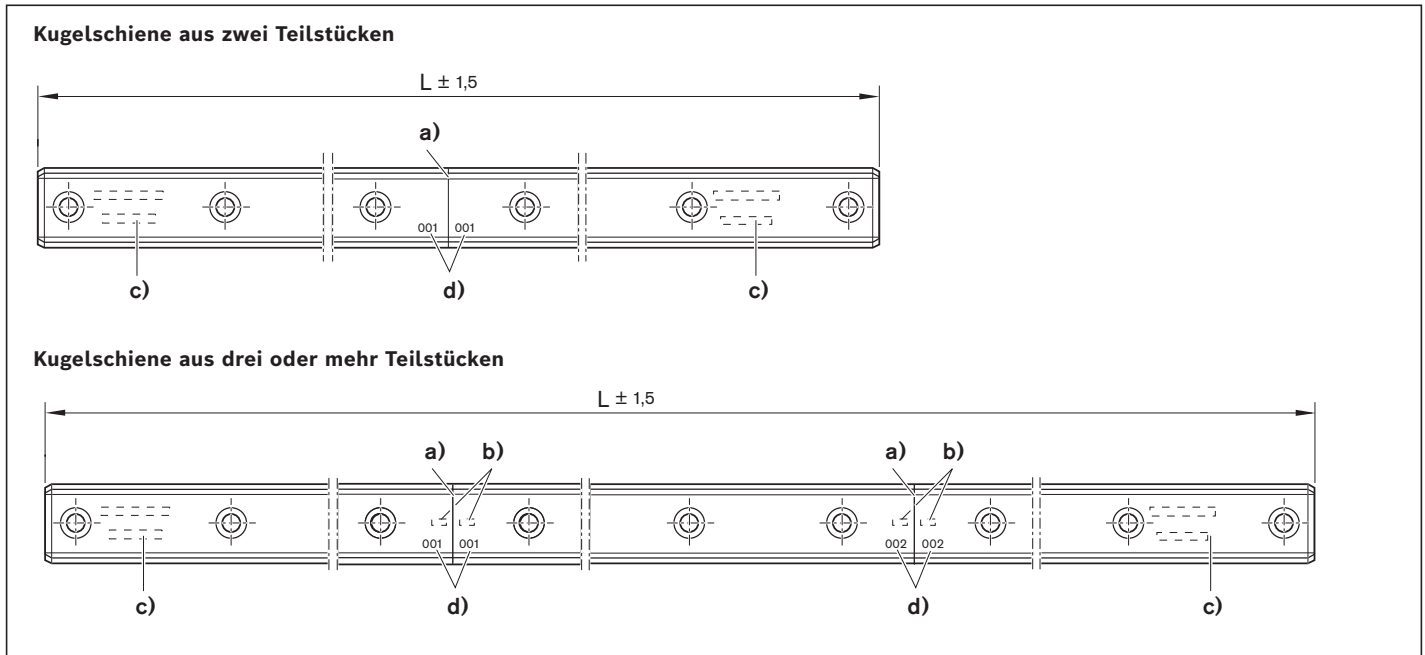 Kugelschiene aus zwei Teilstücken
L ± 1,5
a)
001 001
c) d) c)
Kugelschiene aus drei oder mehr Teilstücken
L ± 1,5
a) b) a) b)
001 001 002 002
c) d) d) c)